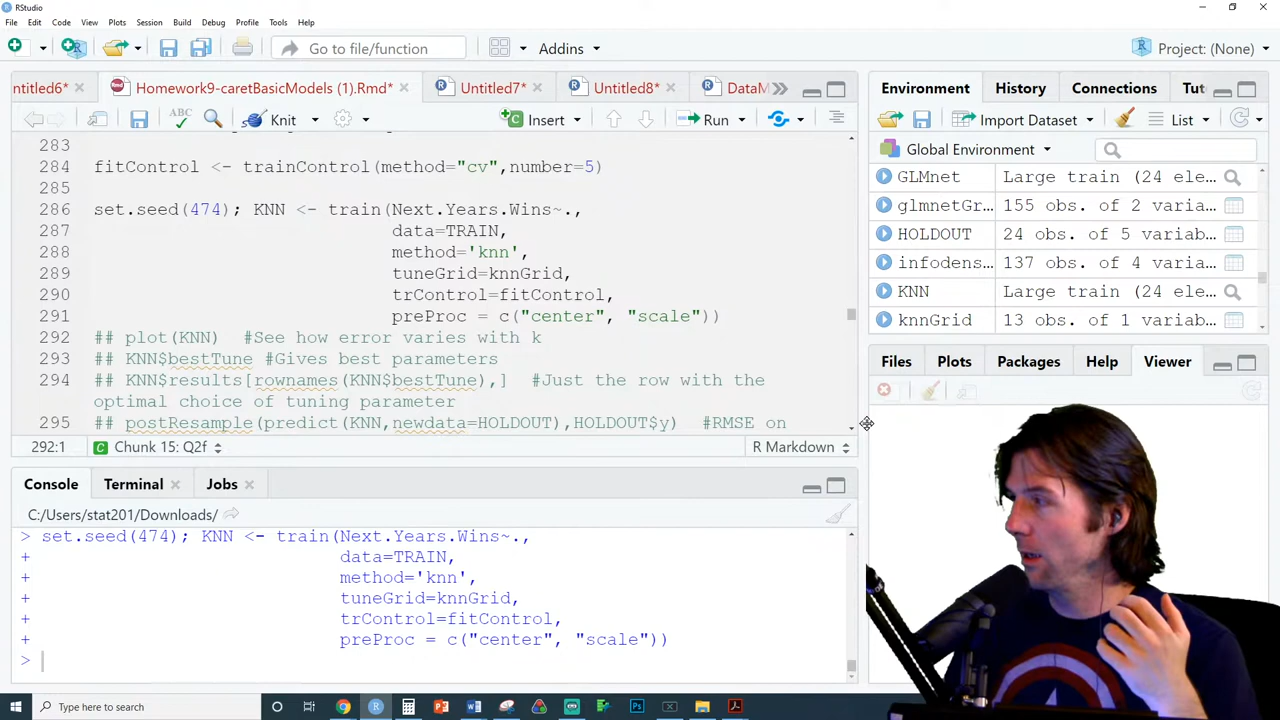 RStudio
File Edit Code View Plots Session Build Debug Profile Tools Help
Go to file/function
Addins
Project: (None)
ntitled6*
Homework9-caretBasicModels (1).Rmd*
Untitled7*
Untitled8*
DataM
ABC
Knit
Insert
Run
283
284 fitControl <- trainControl(method="cv",number=5)
285
286 set.seed(474); KNN <- train(Next.Years.Wins~.,
287 data=TRAIN,
288 method='knn',
289 tuneGrid=knnGrid,
290 trControl=fitControl,
291 preProc = c("center", "scale"))
292 ## plot(KNN) #See how error varies with k
293 ## KNN$bestTune #Gives best parameters
294 ## KNN$results[rownames(KNN$bestTune),] #Just the row with the
optimal choice of tuning parameter
295 ## postResample(predict(KNN,newdata=HOLDOUT),HOLDOUT$y) #RMSE on
292:1 Chunk 15: Q2f R Markdown
Console Terminal Jobs
C:/Users/stat201/Downloads/
> set.seed(474); KNN <- train(Next.Years.Wins~.,
+ data=TRAIN,
+ method='knn',
+ tuneGrid=knnGrid,
+ trControl=fitControl,
+ preProc = c("center", "scale"))
>
Environment History Connections Tut
Import Dataset List
Global Environment
GLMnet Large train (24 ele...
glmnetGr... 155 obs. of 2 variab...
HOLDOUT 24 obs. of 5 variab...
infodens... 137 obs. of 4 varia...
KNN Large train (24 ele...
knnGrid 13 obs. of 1 variab...
Files Plots Packages Help Viewer
Type here to search